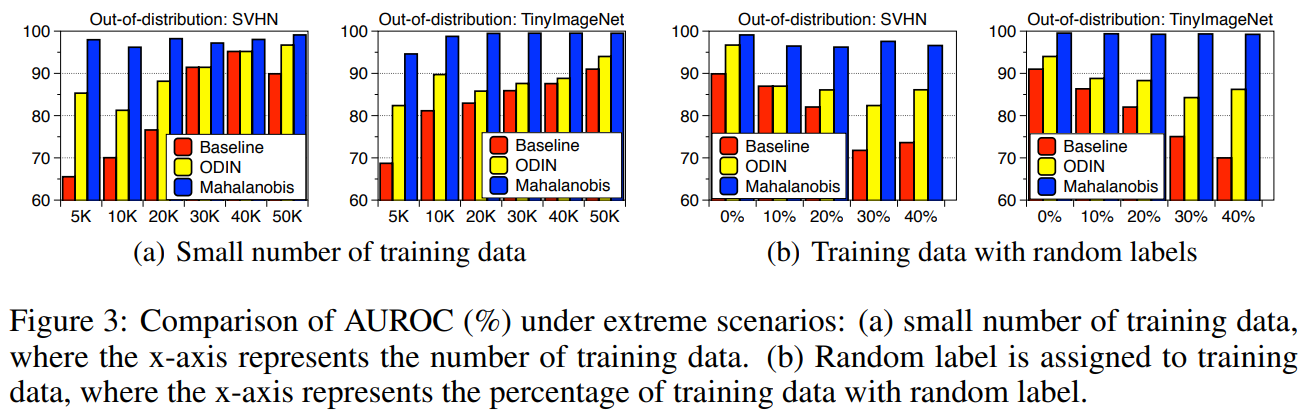 Out-of-distribution: SVHN
100
90
80
70
60
Baseline
ODIN
Mahalanobis
5K 10K 20K 30K 40K 50K
Out-of-distribution: TinyImageNet
100
90
80
70
60
Baseline
ODIN
Mahalanobis
5K 10K 20K 30K 40K 50K
(a) Small number of training data
Out-of-distribution: SVHN
100
90
80
70
60
Baseline
ODIN
Mahalanobis
0% 10% 20% 30% 40%
Out-of-distribution: TinyImageNet
100
90
80
70
60
Baseline
ODIN
Mahalanobis
0% 10% 20% 30% 40%
(b) Training data with random labels
Figure 3: Comparison of AUROC (%) under extreme scenarios: (a) small number of training data,
where the x-axis represents the number of training data. (b) Random label is assigned to training
data, where the x-axis represents the percentage of training data with random label.